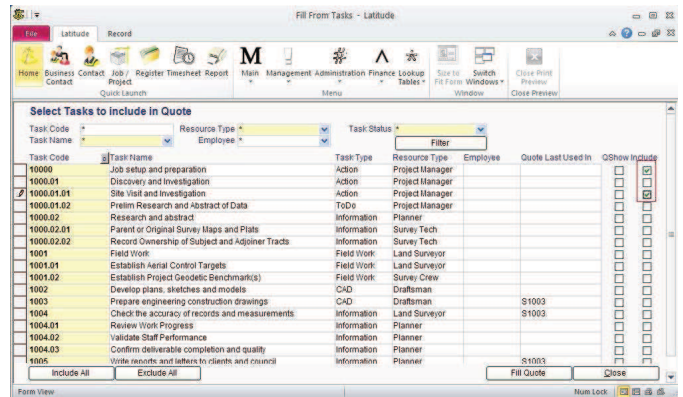 Fill From Tasks - Latitude
File Latitude Record
Home Business Contact Contact Job / Project Register Timesheet Report Main Management Administration Finance Lookup Tables Size to Fit Form Switch Windows Close Print Preview
Quick Launch Menu Window Close Preview
Select Tasks to include in Quote
Task Code * Resource Type * Task Status *
Task Name * Employee * Filter
Task Code Task Name Task Type Resource Type Employee Quote Last Used In QShow Include
10000 Job setup and preparation Action Project Manager
1000.01 Discovery and Investigation Action Project Manager
1000.01.01 Site Visit and Investigation Action Project Manager
1000.01.02 Prelim Research and Abstract of Data ToDo Project Manager
1000.02 Research and abstract Information Planner
1000.02.01 Parent or Original Survey Maps and Plats Information Survey Tech
1000.02.02 Record Ownership of Subject and Adjoiner Tracts Information Survey Tech
1001 Field Work Field Work Land Surveyor
1001.01 Establish Aerial Control Targets Field Work Land Surveyor
1001.02 Establish Project Geodetic Benchmark(s) Field Work Survey Crew
1002 Develop plans, sketches and models CAD Draftsman
1003 Prepare engineering construction drawings CAD Draftsman S1003
1004 Check the accuracy of records and measurements Information Land Surveyor S1003
1004.01 Review Work Progress Information Planner
1004.02 Validate Staff Performance Information Planner
1004.03 Confirm deliverable completion and quality Information Planner
1005 Write reports and letters to clients and council Information Planner S1003
Include All Exclude All Fill Quote Close
Form View Num Lock